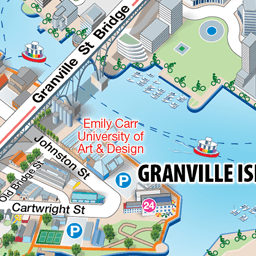 Granville St Bridge
Emily Carr
University of
Art & Design
Johnston St
Old Bridge St
GRANVILLE ISL
P
24
Cartwright St
P